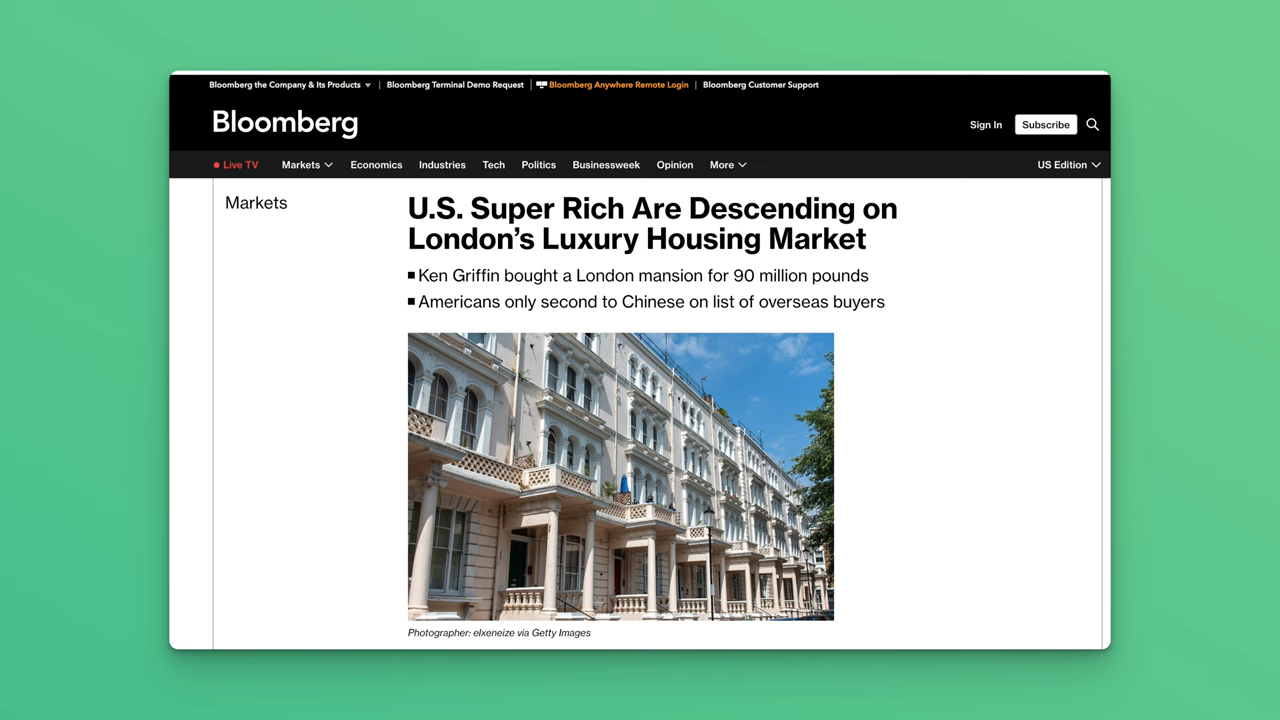 Bloomberg the Company & Its Products
Bloomberg Terminal Demo Request
Bloomberg Anywhere Remote Login
Bloomberg Customer Support
Bloomberg
Sign In
Subscribe
Live TV
Markets
Economics
Industries
Tech
Politics
Businessweek
Opinion
More
US Edition
Markets
U.S. Super Rich Are Descending on
London’s Luxury Housing Market
Ken Griffin bought a London mansion for 90 million pounds
Americans only second to Chinese on list of overseas buyers
Photographer: elxeneize via Getty Images